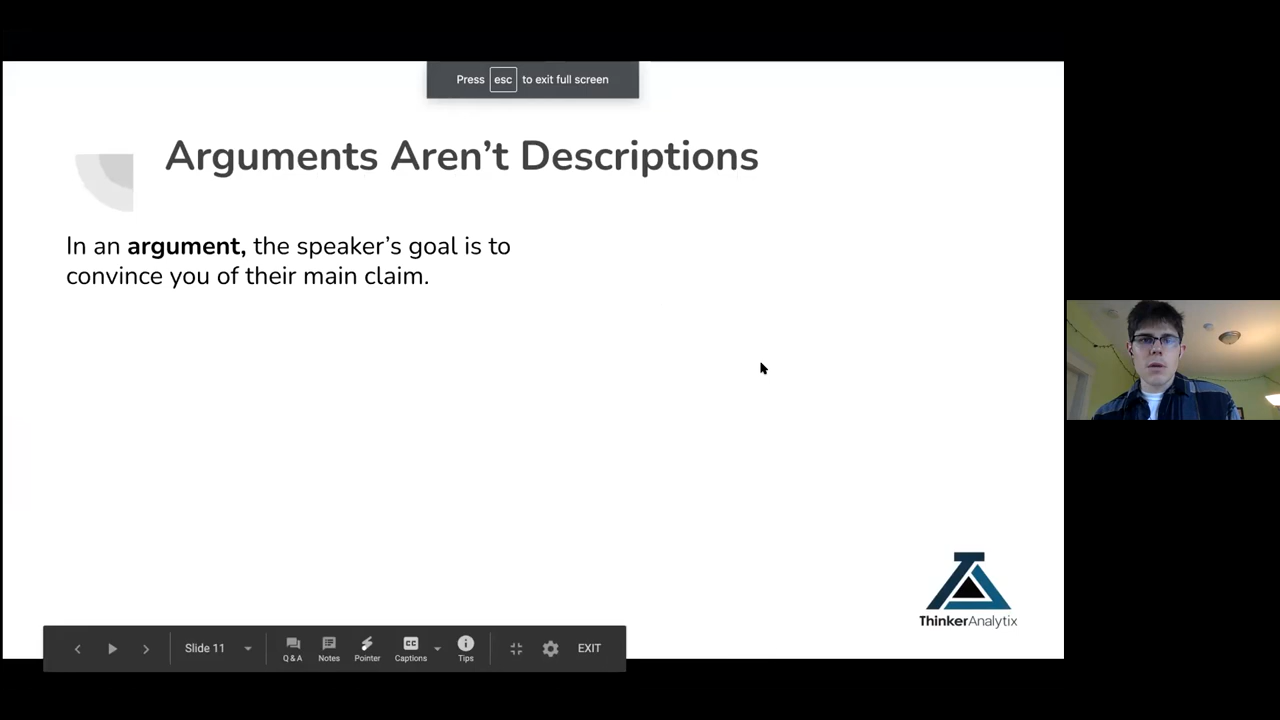 Press esc to exit full screen
Arguments Aren’t Descriptions
In an argument, the speaker’s goal is to
convince you of their main claim.
ThinkerAnalytix
Slide 11
Q & A
Notes
Pointer
CC
Captions
Tips
EXIT